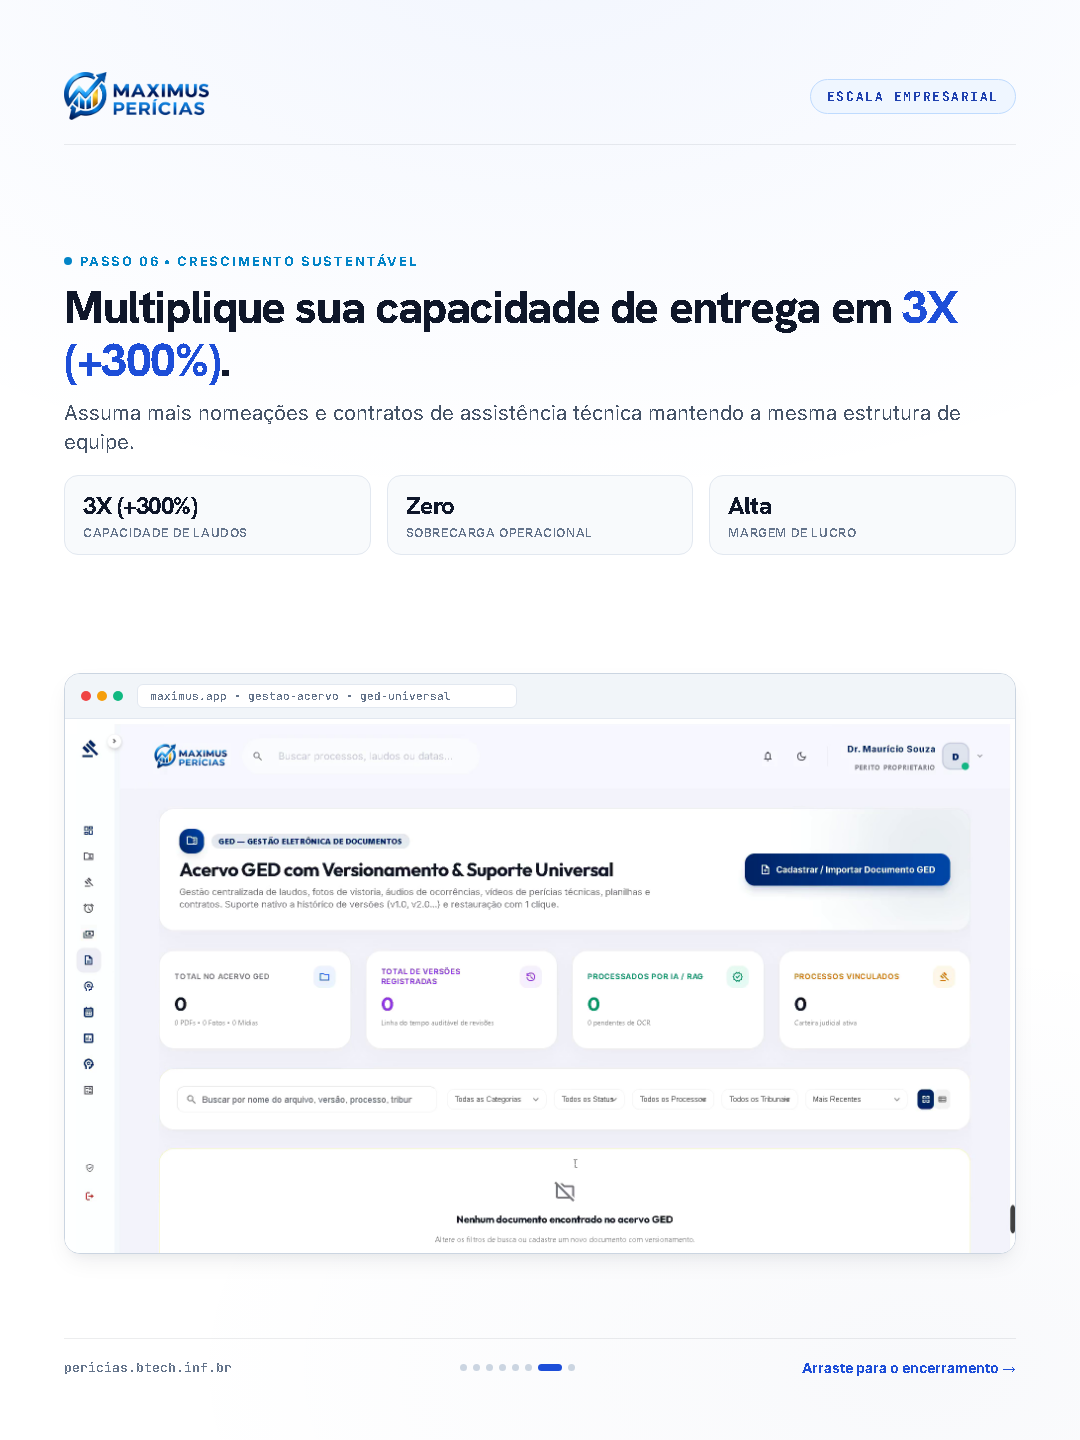 MAXIMUS
PERÍCIAS
ESCALA EMPRESARIAL
PASSO 06 • CRESCIMENTO SUSTENTÁVEL
Multiplique sua capacidade de entrega em 3X
(+300%).
Assuma mais nomeações e contratos de assistência técnica mantendo a mesma estrutura de
equipe.
3X (+300%)
CAPACIDADE DE LAUDOS
Zero
SOBRECARGA OPERACIONAL
Alta
MARGEM DE LUCRO
maximus.app • gestao-acervo • ged-universal
MAXIMUS
PERÍCIAS
Buscar processos, laudos ou datas...
Dr. Maurício Souza
PERITO PROPRIETARIO
D
GED — GESTÃO ELETRÔNICA DE DOCUMENTOS
Acervo GED com Versionamento & Suporte Universal
Gestão centralizada de laudos, fotos de vistoria, áudios de ocorrências, vídeos de perícias técnicas, planilhas e
contratos. Suporte nativo a histórico de versões (v1.0, v2.0...) e restauração com 1 clique.
Cadastrar / Importar Documento GED
TOTAL NO ACERVO GED
0
0 PDFs • 0 Fotos • 0 Mídias
TOTAL DE VERSÕES
REGISTRADAS
0
Linha do tempo auditável de revisões
PROCESSADOS POR IA / RAG
0
0 pendentes de OCR
PROCESSOS VINCULADOS
0
Carteira judicial ativa
Buscar por nome do arquivo, versão, processo, tribur
Todas as Categorias
Todos os Status
Todos os Processos
Todos os Tribunais
Mais Recentes
Nenhum documento encontrado no acervo GED
Altere os filtros de busca ou cadastre um novo documento com versionamento.
pericias.btech.inf.br
Arraste para o encerramento →